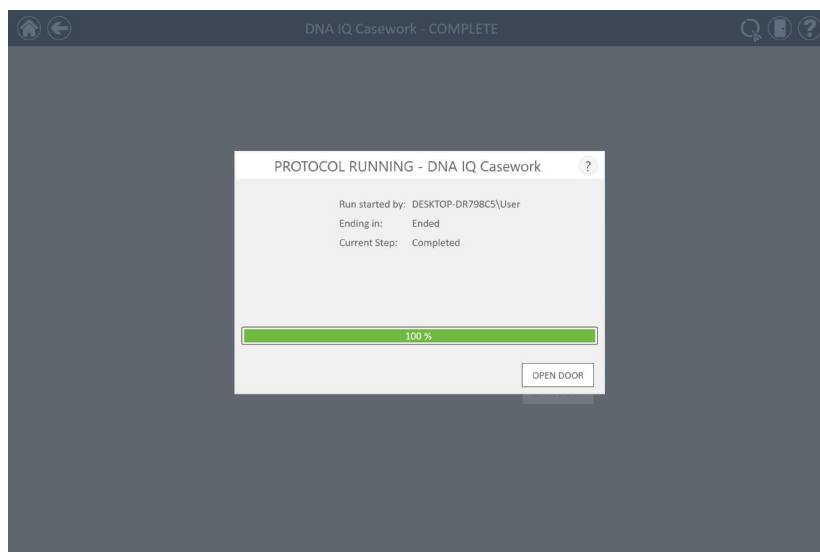 DNA IQ Casework - COMPLETE
?
PROTOCOL RUNNING - DNA IQ Casework
?
Run started by: DESKTOP-DR798C5\User
Ending in: Ended
Current Step: Completed
100 %
OPEN DOOR